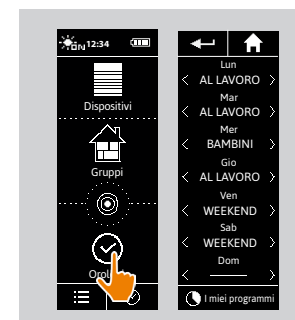 ON 12:34
Dispositivi
Gruppi
Lun
AL LAVORO
Mar
AL LAVORO
Mer
BAMBINI
Gio
AL LAVORO
Ven
WEEKEND
Sab
WEEKEND
Dom
I miei programmi